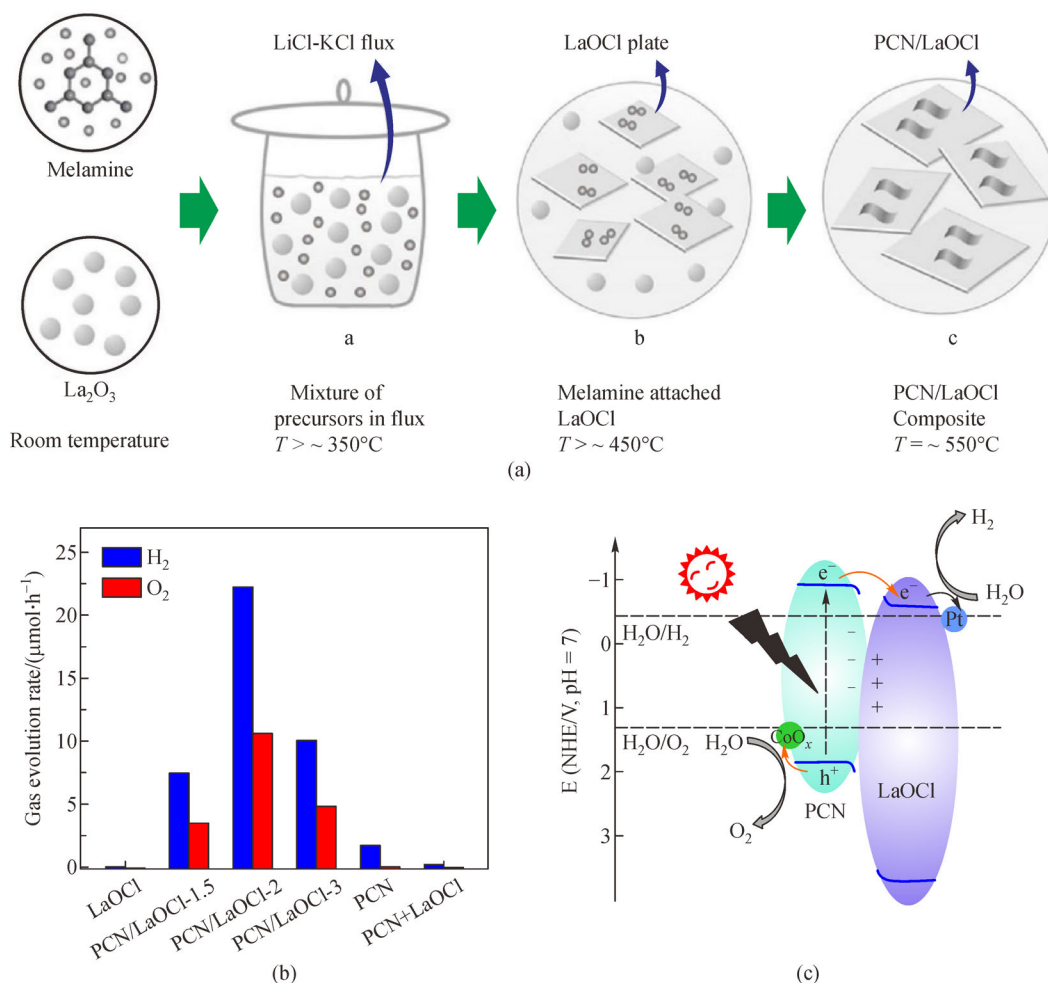 LiCl-KCl flux
LaOCl plate
PCN/LaOCl
Melamine
La₂O₃
Room temperature
a
Mixture of
precursors in flux
T > ~ 350°C
b
Melamine attached
LaOCl
T > ~ 450°C
c
PCN/LaOCl
Composite
T = ~ 550°C
(a)
Gas evolution rate/(μmol·h⁻¹)
25
20
15
10
5
0
H₂
O₂
LaOCl
PCN/LaOCl-1.5
PCN/LaOCl-2
PCN/LaOCl-3
PCN
PCN+LaOCl
(b)
E (NHE/V, pH = 7)
−1
0
1
2
3
H₂O/H₂
H₂O/O₂
e⁻
e⁻
H₂
H₂O
Pt
− − −
+ + +
CoOₓ
H₂O
h⁺
O₂
PCN
LaOCl
(c)